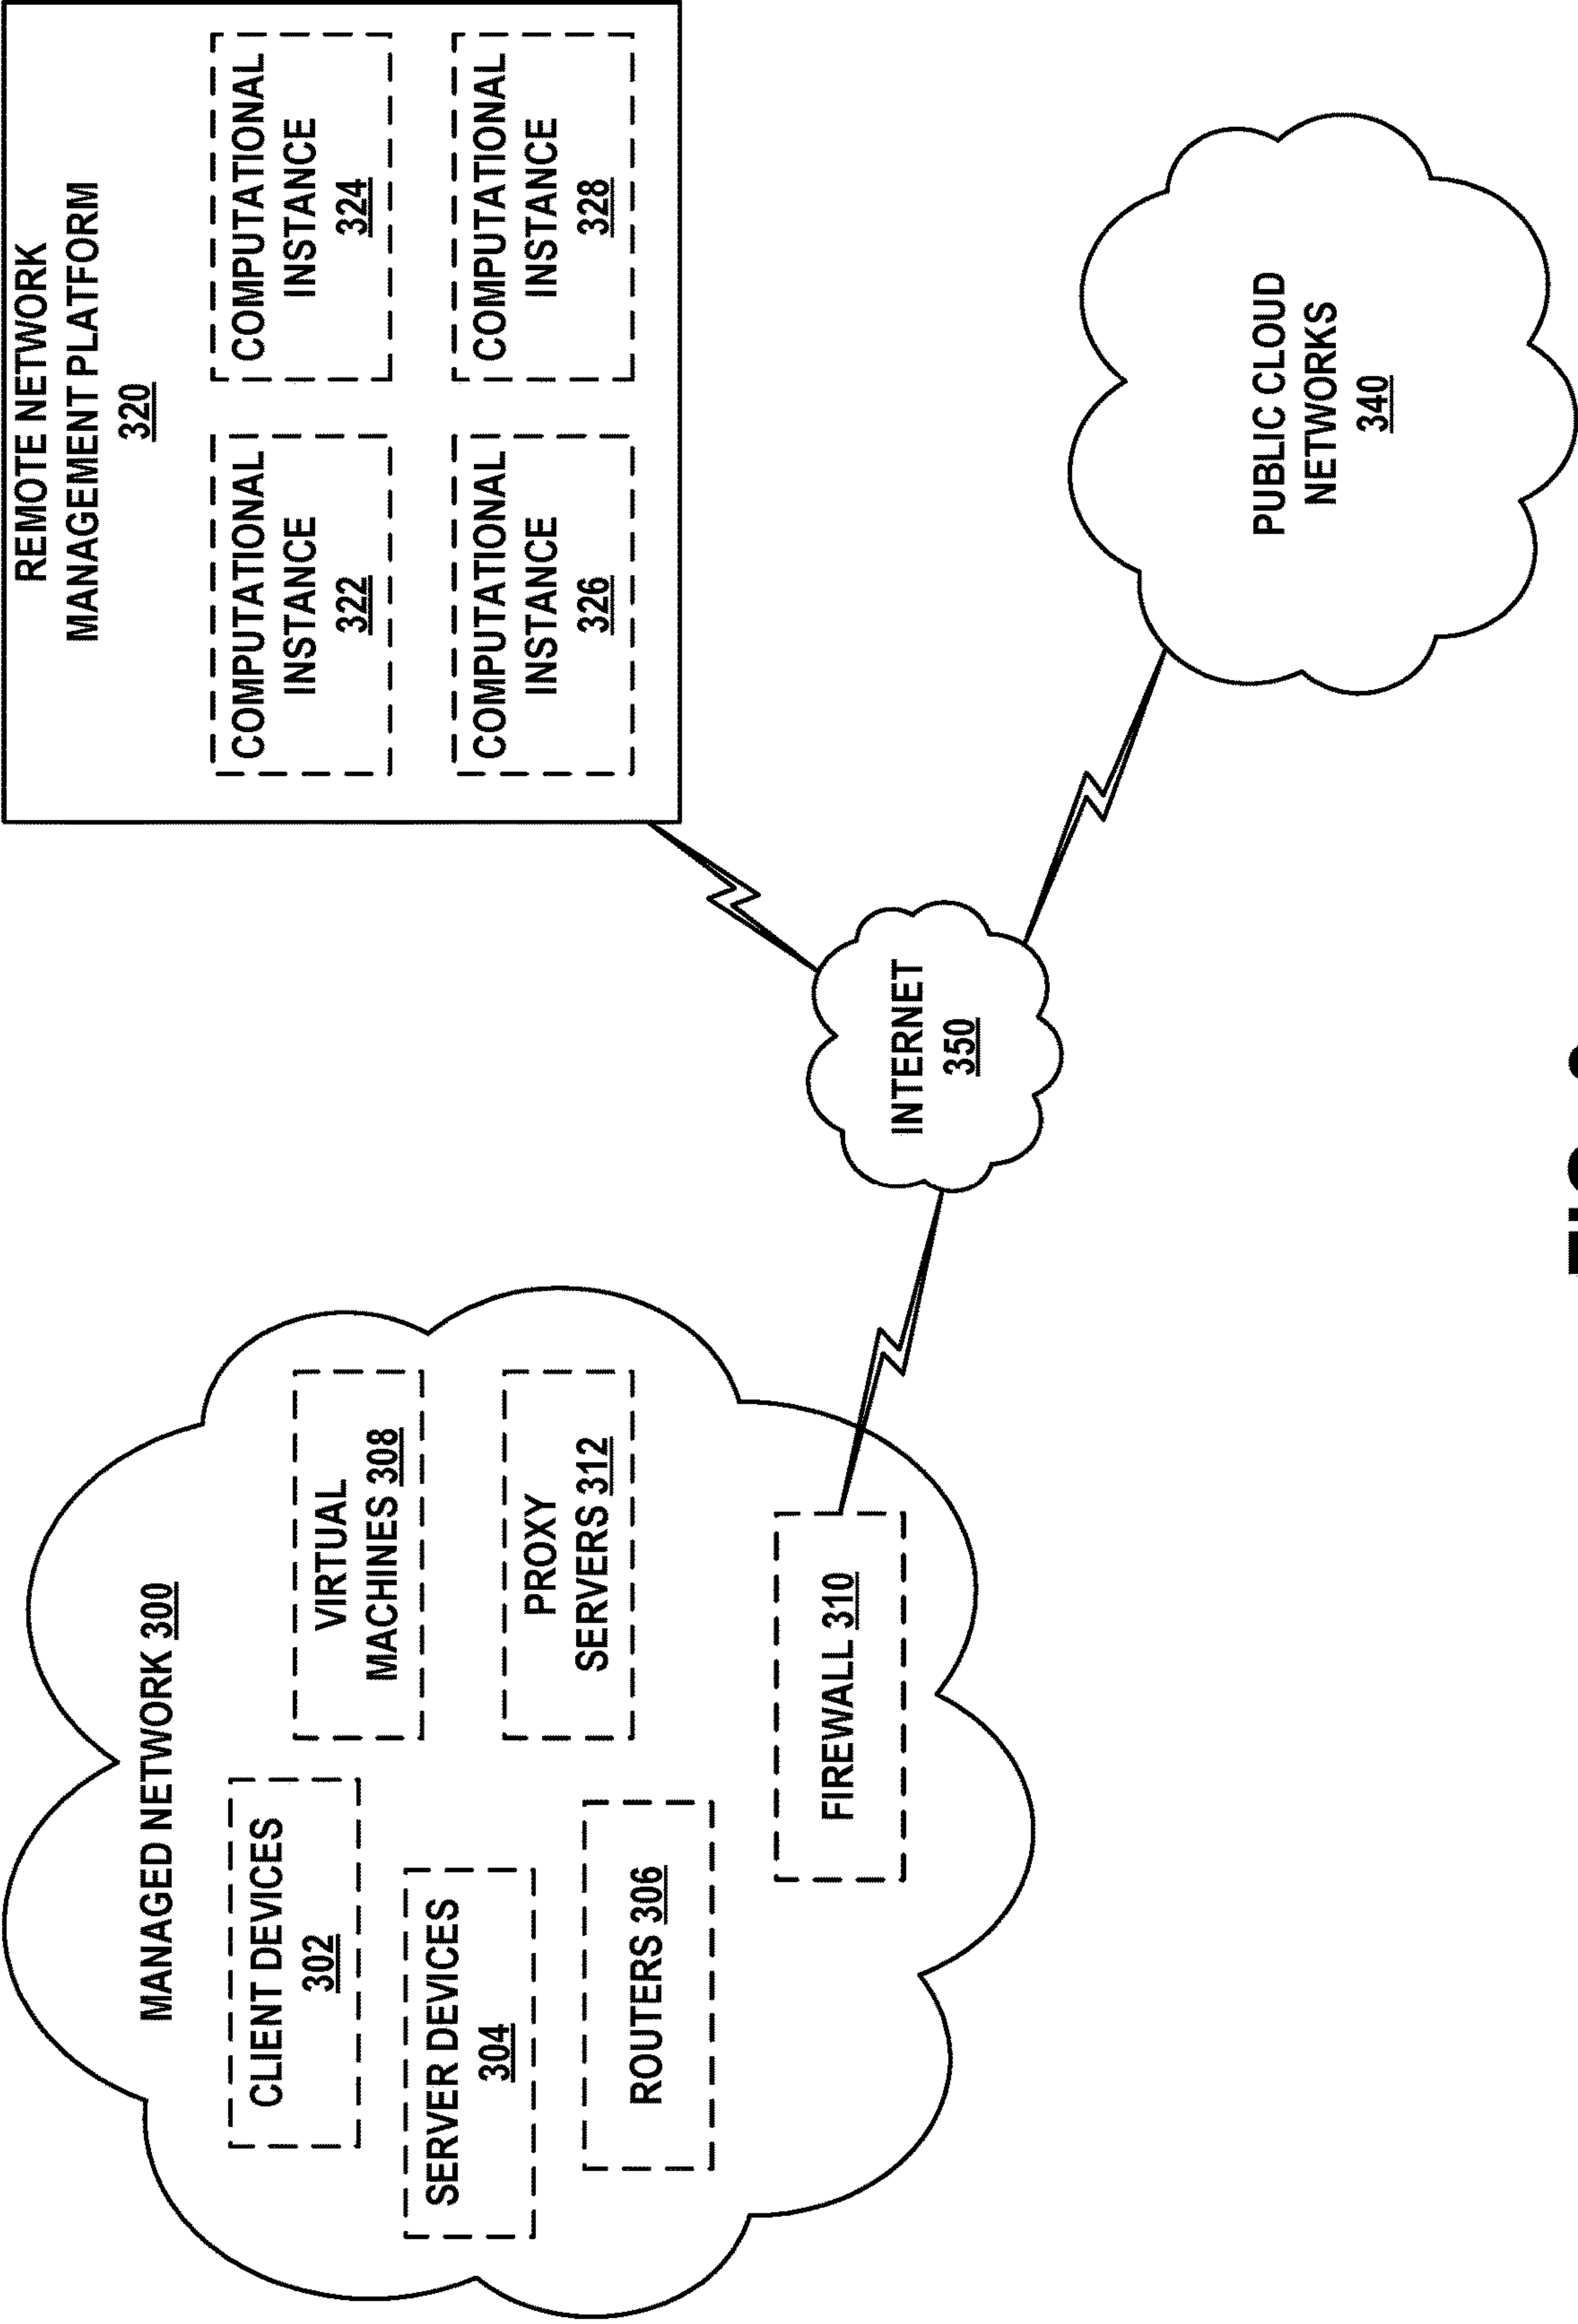 MANAGED NETWORK 300
CLIENT DEVICES
302
SERVER DEVICES
304
ROUTERS 306
VIRTUAL
MACHINES 308
PROXY
SERVERS 312
FIREWALL 310
INTERNET
350
REMOTE NETWORK
MANAGEMENT PLATFORM
320
COMPUTATIONAL
INSTANCE
322
COMPUTATIONAL
INSTANCE
324
COMPUTATIONAL
INSTANCE
326
COMPUTATIONAL
INSTANCE
328
PUBLIC CLOUD
NETWORKS
340